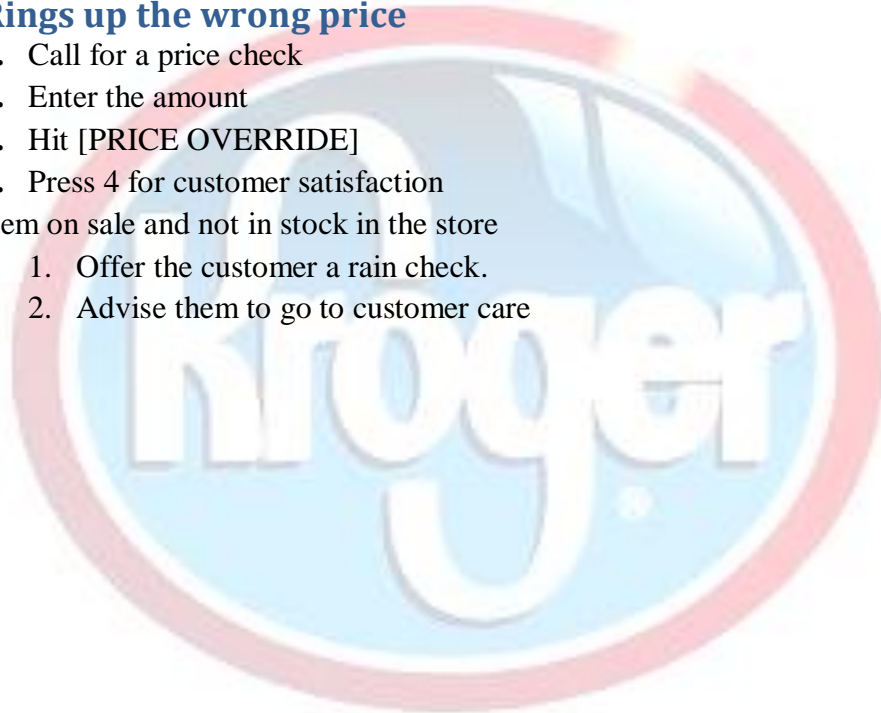 Rings up the wrong price
. Call for a price check
. Enter the amount
. Hit [PRICE OVERRIDE]
. Press 4 for customer satisfaction
em on sale and not in stock in the store
1. Offer the customer a rain check.
2. Advise them to go to customer care
Kroger
®